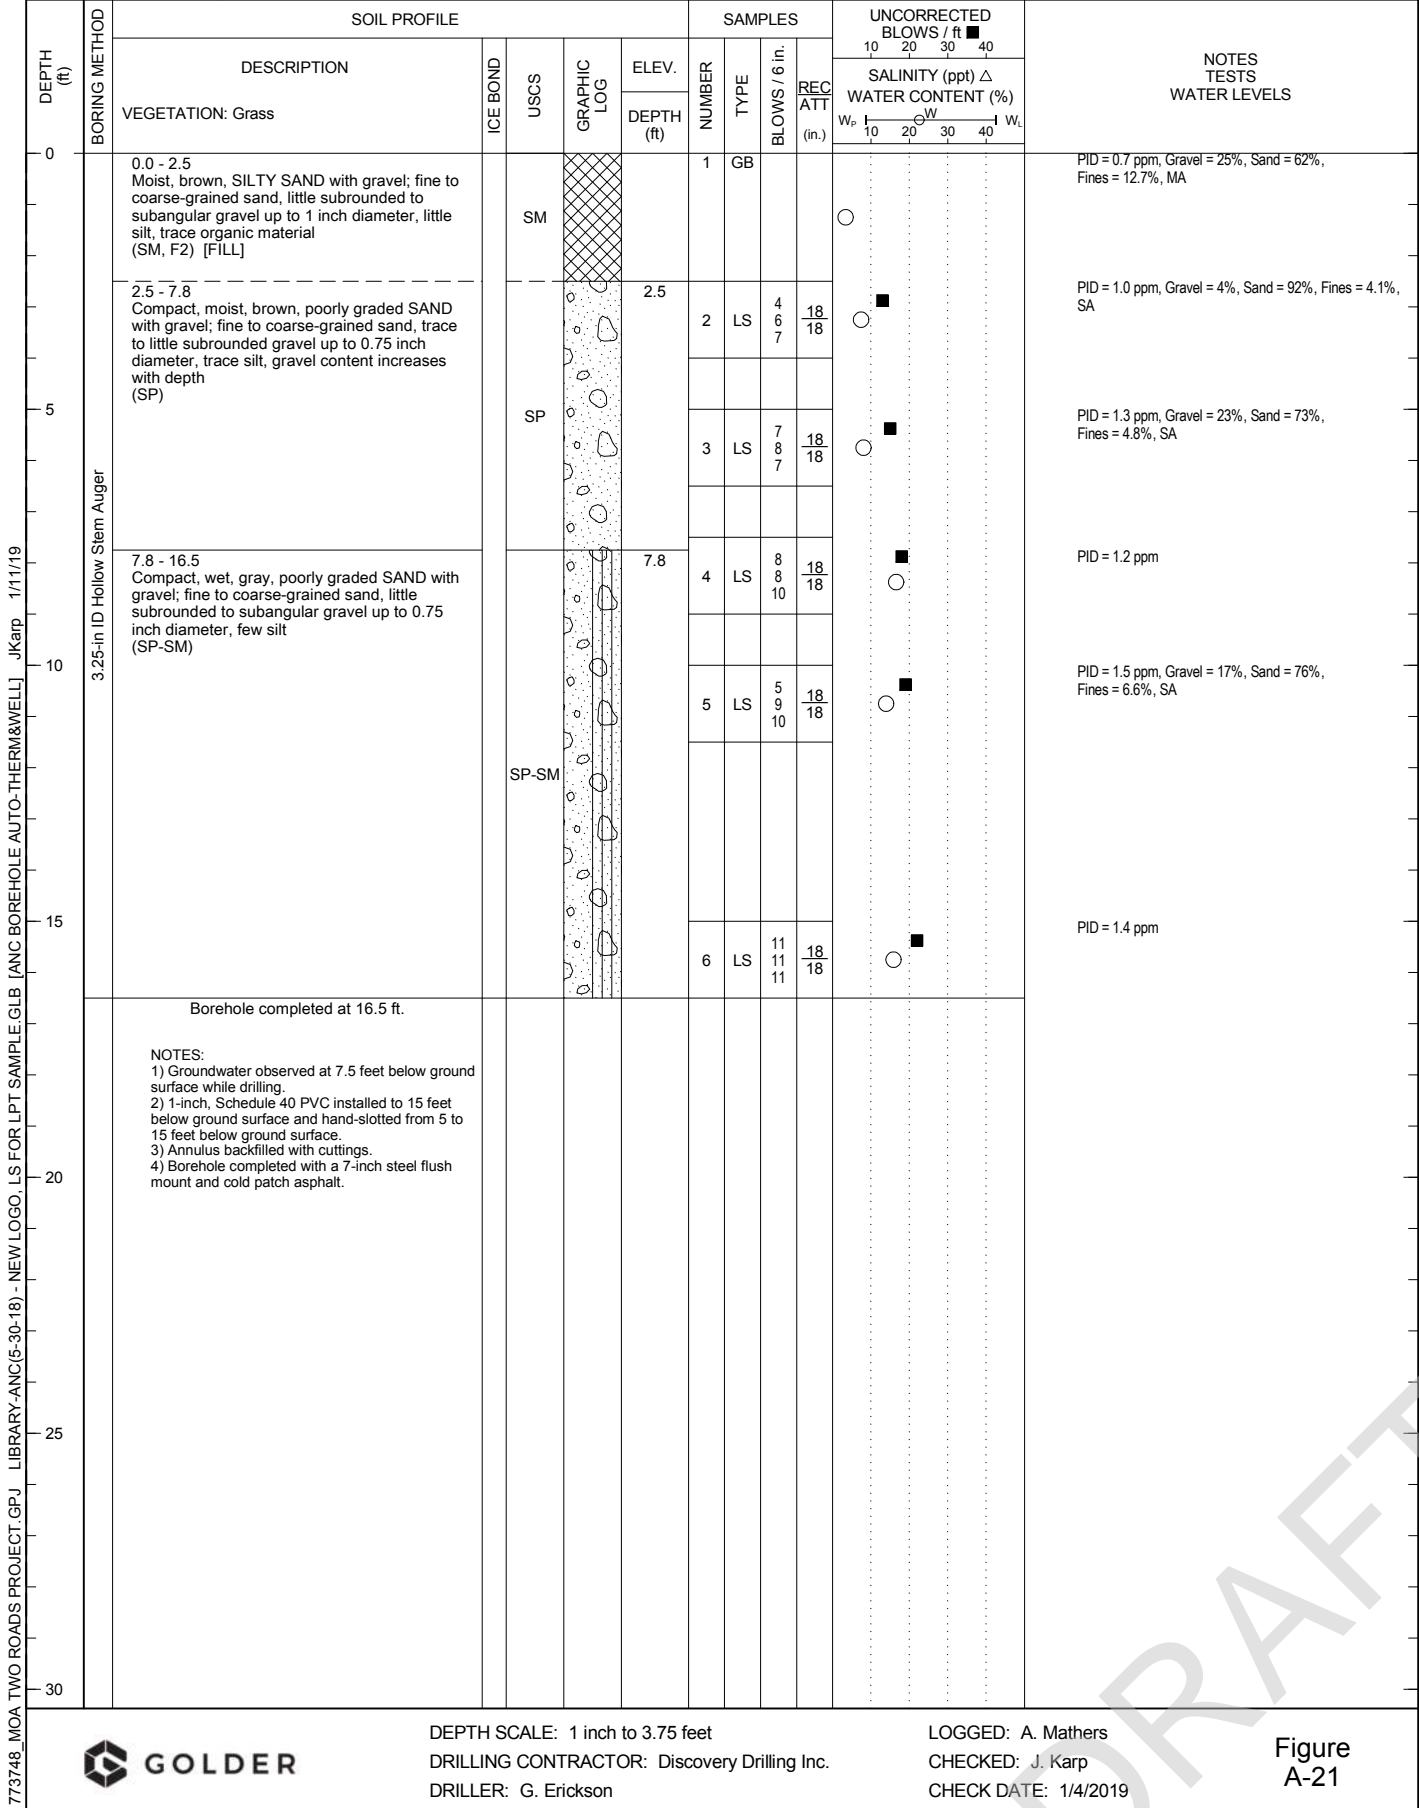 DEPTH
(ft)
BORING METHOD
SOIL PROFILE
SAMPLES
UNCORRECTED
BLOWS / ft ■
10 20 30 40
NOTES
TESTS
WATER LEVELS
DESCRIPTION
VEGETATION: Grass
ICE BOND
USCS
GRAPHIC
LOG
ELEV.
DEPTH
(ft)
NUMBER
TYPE
BLOWS / 6 in.
REC
ATT
(in.)
SALINITY (ppt) △
WATER CONTENT (%)
Wₚ W W_L
10 20 30 40
0
3.25-in ID Hollow Stem Auger
0.0 - 2.5
Moist, brown, SILTY SAND with gravel; fine to
coarse-grained sand, little subrounded to
subangular gravel up to 1 inch diameter, little
silt, trace organic material
(SM, F2) [FILL]
SM
1 GB
PID = 0.7 ppm, Gravel = 25%, Sand = 62%,
Fines = 12.7%, MA
2.5 - 7.8
Compact, moist, brown, poorly graded SAND
with gravel; fine to coarse-grained sand, trace
to little subrounded gravel up to 0.75 inch
diameter, trace silt, gravel content increases
with depth
(SP)
SP
2.5
2 LS
4
6
7
18
18
PID = 1.0 ppm, Gravel = 4%, Sand = 92%, Fines = 4.1%,
SA
5
3 LS
7
8
7
18
18
PID = 1.3 ppm, Gravel = 23%, Sand = 73%,
Fines = 4.8%, SA
7.8 - 16.5
Compact, wet, gray, poorly graded SAND with
gravel; fine to coarse-grained sand, little
subrounded to subangular gravel up to 0.75
inch diameter, few silt
(SP-SM)
SP-SM
7.8
4 LS
8
8
10
18
18
PID = 1.2 ppm
10
5 LS
5
9
10
18
18
PID = 1.5 ppm, Gravel = 17%, Sand = 76%,
Fines = 6.6%, SA
15
6 LS
11
11
11
18
18
PID = 1.4 ppm
Borehole completed at 16.5 ft.
NOTES:
1) Groundwater observed at 7.5 feet below ground
surface while drilling.
2) 1-inch, Schedule 40 PVC installed to 15 feet
below ground surface and hand-slotted from 5 to
15 feet below ground surface.
3) Annulus backfilled with cuttings.
4) Borehole completed with a 7-inch steel flush
mount and cold patch asphalt.
20
25
30
773748_MOA TWO ROADS PROJECT.GPJ LIBRARY-ANC(5-30-18) - NEW LOGO, LS FOR LPT SAMPLE.GLB [ANC BOREHOLE AUTO-THERM&WELL] JKarp 1/11/19
GOLDER
DEPTH SCALE: 1 inch to 3.75 feet
DRILLING CONTRACTOR: Discovery Drilling Inc.
DRILLER: G. Erickson
LOGGED: A. Mathers
CHECKED: J. Karp
CHECK DATE: 1/4/2019
Figure
A-21
DRAFT